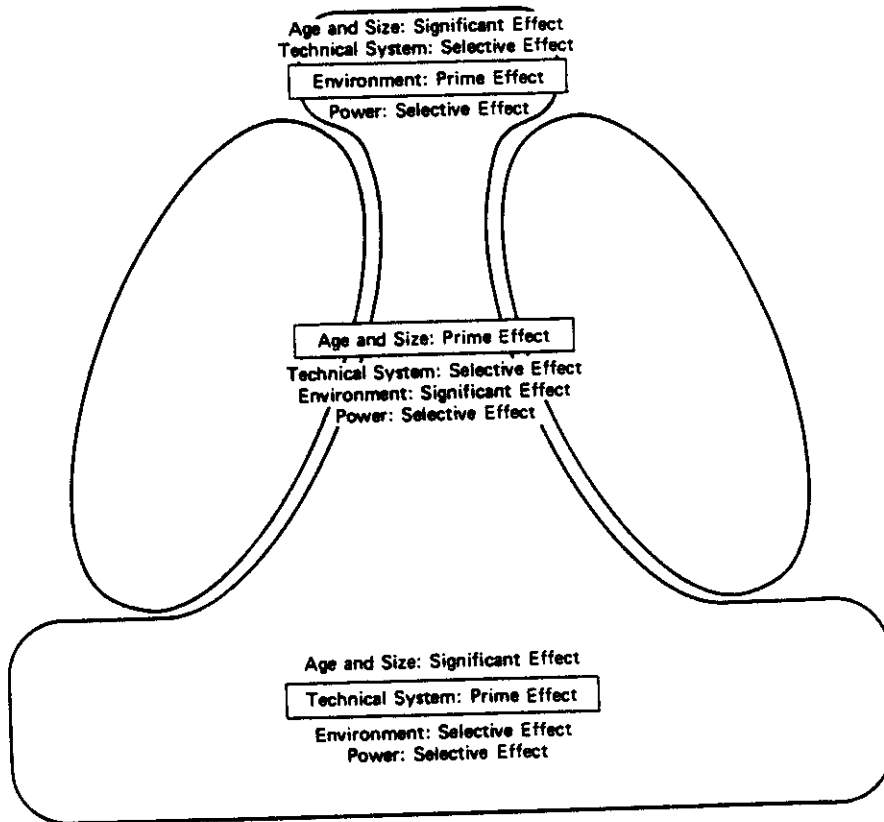 Age and Size: Significant Effect
Technical System: Selective Effect
Environment: Prime Effect
Power: Selective Effect
Age and Size: Prime Effect
Technical System: Selective Effect
Environment: Significant Effect
Power: Selective Effect
Age and Size: Significant Effect
Technical System: Prime Effect
Environment: Selective Effect
Power: Selective Effect